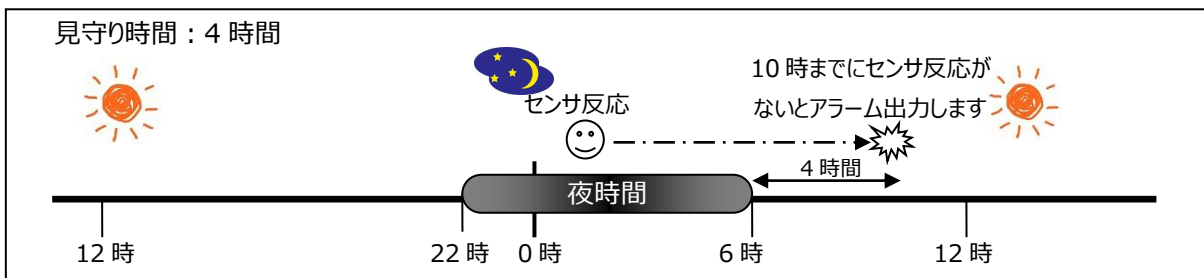 見守り時間：4 時間
10 時までにセンサ反応が
センサ反応
ないとアラーム出力します
4 時間
夜時間
12 時
22 時
0 時
6 時
12 時